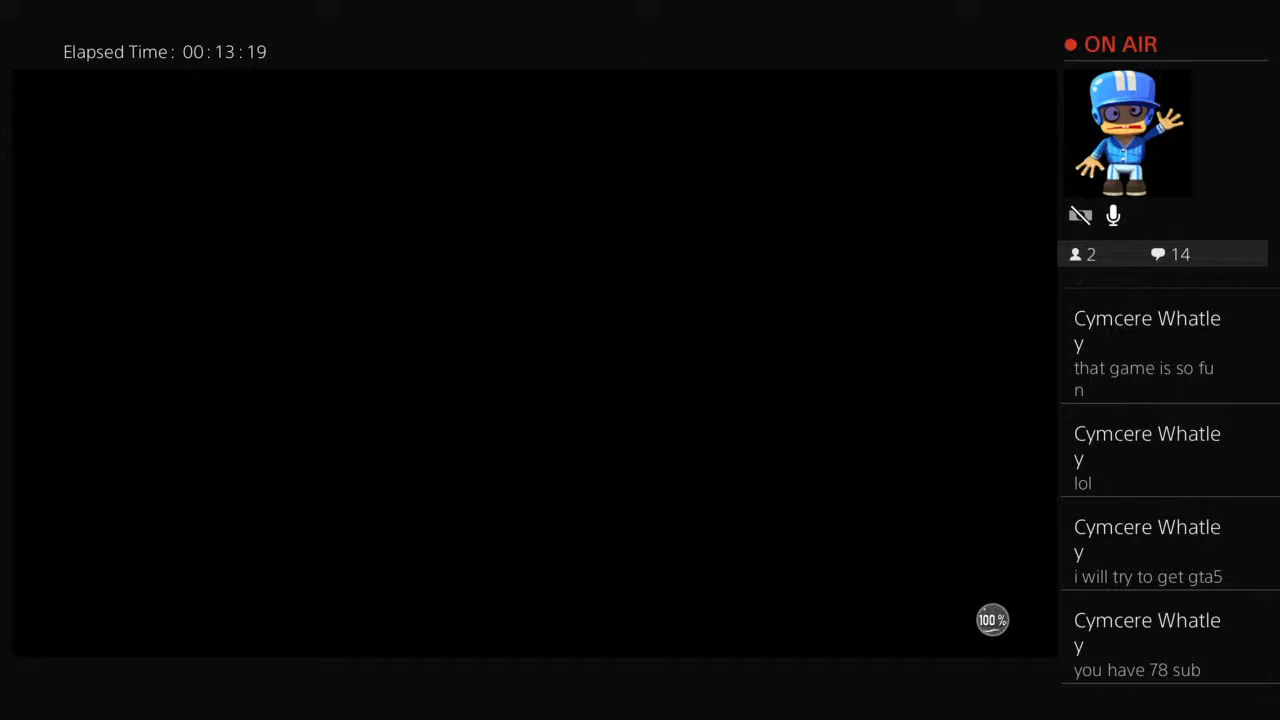 Elapsed Time: 00:13:19
ON AIR
2
14
Cymcere Whatle
y
that game is so fu
n
Cymcere Whatle
y
lol
Cymcere Whatle
y
i will try to get gta5
Cymcere Whatle
y
you have 78 sub
100 %